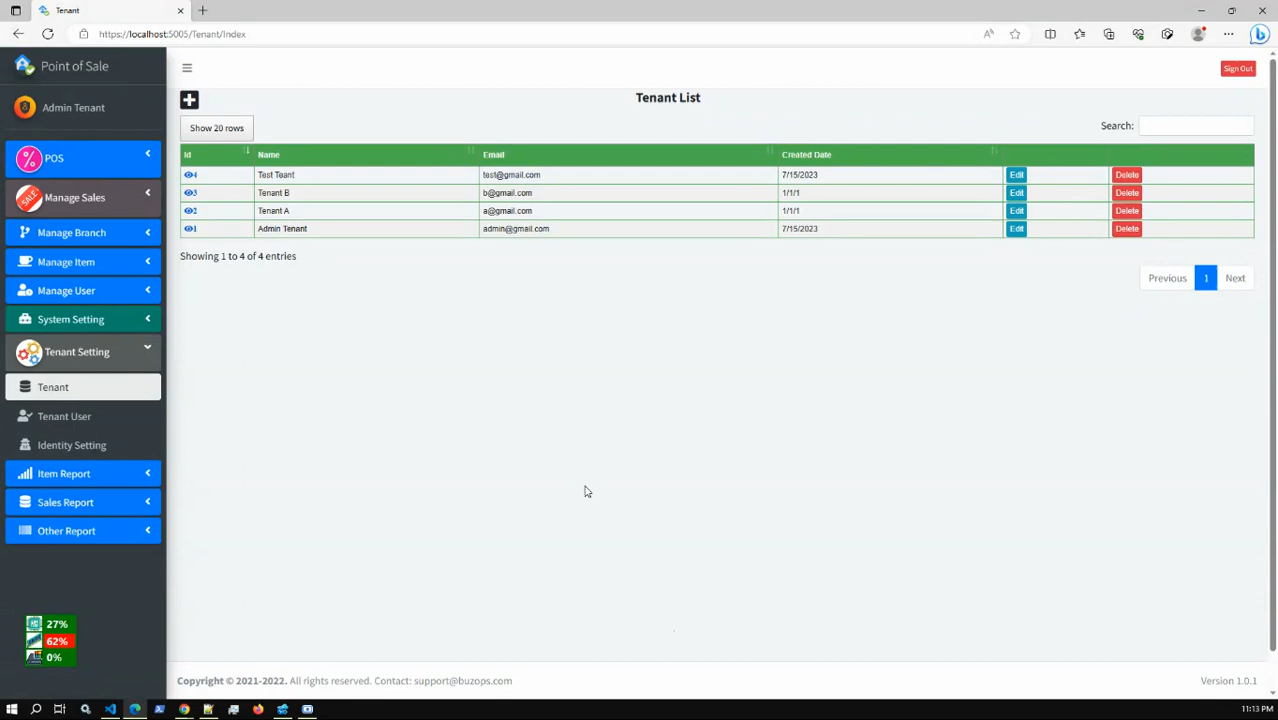 Tenant
https://localhost:5005/Tenant/Index
Point of Sale
Sign Out
Admin Tenant
Tenant List
Show 20 rows
Search:
Id Name Email Created Date
4 Test Teant test@gmail.com 7/15/2023 Edit Delete
3 Tenant B b@gmail.com 1/1/1 Edit Delete
2 Tenant A a@gmail.com 1/1/1 Edit Delete
1 Admin Tenant admin@gmail.com 7/15/2023 Edit Delete
Showing 1 to 4 of 4 entries
Previous 1 Next
POS
SALE Manage Sales
Manage Branch
Manage Item
Manage User
System Setting
Tenant Setting
Tenant
Tenant User
Identity Setting
Item Report
Sales Report
Other Report
27%
62%
0%
Copyright © 2021-2022. All rights reserved. Contact: support@buzops.com
Version 1.0.1
11:13 PM